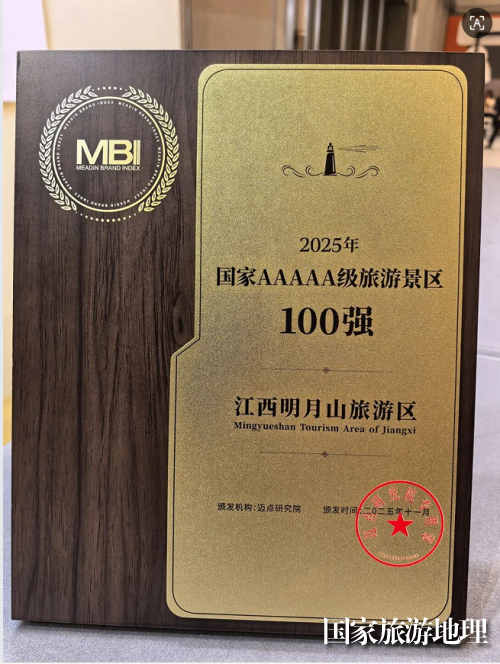 MBI
MEADIN BRAND INDEX
2025年
国家AAAAA级旅游景区
100强
江西明月山旅游区
Mingyueshan Tourism Area of Jiangxi
颁发机构：迈点研究院
颁发时间：二〇二五年十一月
国家旅游地理